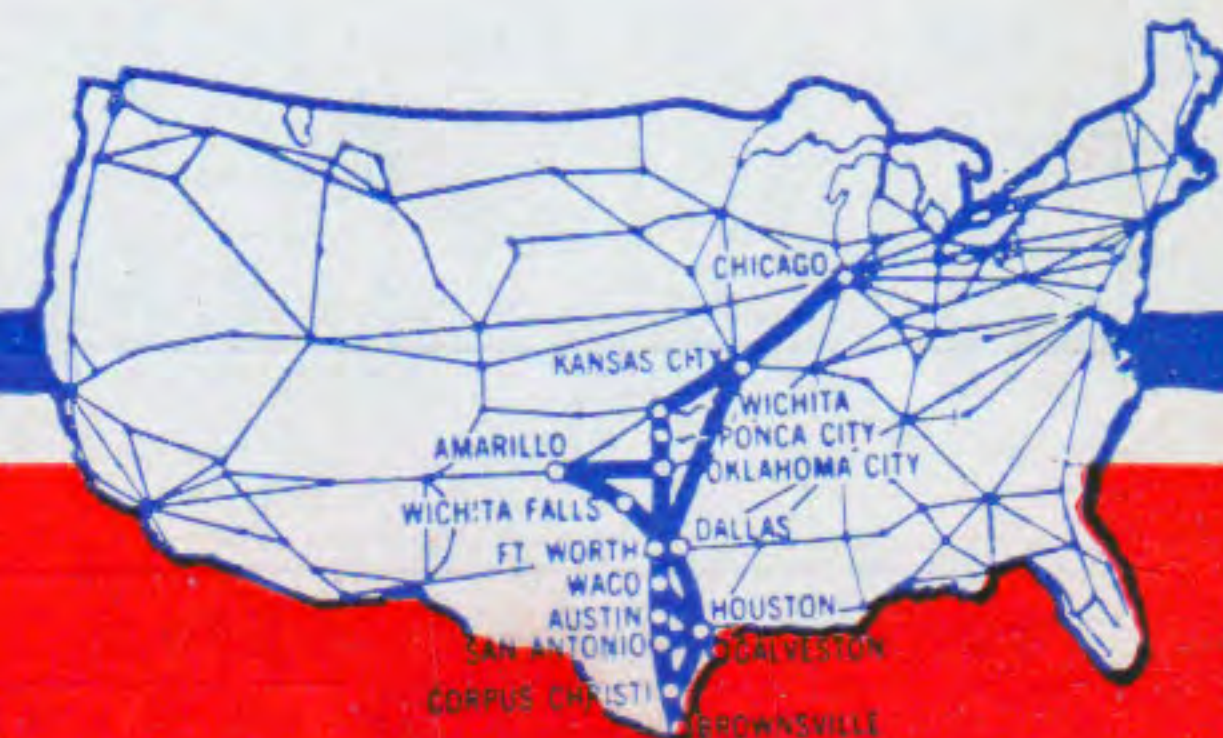 CHICAGO
KANSAS CITY
WICHITA
PONCA CITY
AMARILLO
OKLAHOMA CITY
WICHITA FALLS
DALLAS
FT. WORTH
WACO
AUSTIN
HOUSTON
SAN ANTONIO
GALVESTON
CORPUS CHRISTI
BROWNSVILLE